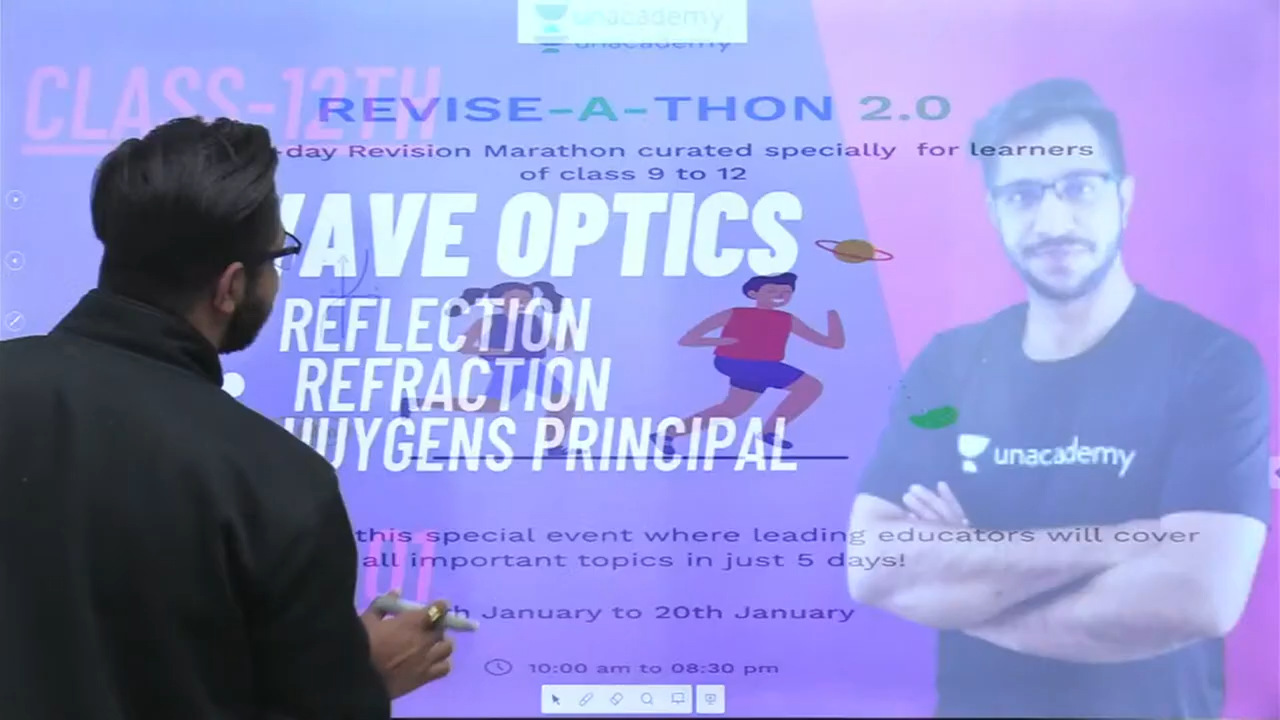 unacademy
unacademy
CLASS-12TH
REVISE-A-THON 2.0
-day Revision Marathon curated specially for learners
of class 9 to 12
WAVE OPTICS
REFLECTION
REFRACTION
HUYGENS PRINCIPAL
unacademy
this special event where leading educators will cover
all important topics in just 5 days!
01
h January to 20th January
10:00 am to 08:30 pm